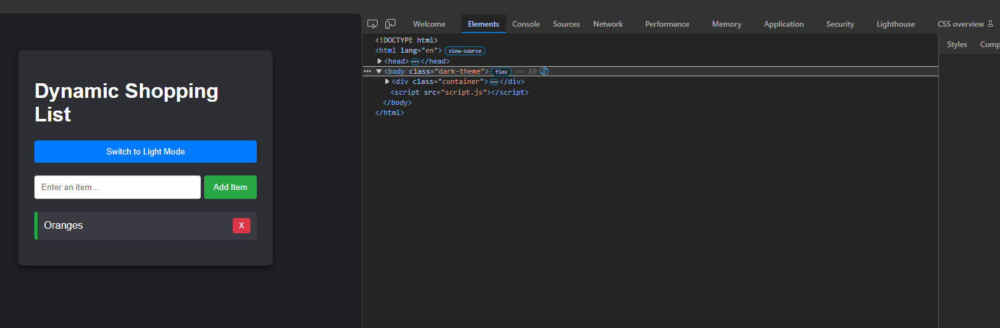 Dynamic Shopping
List
Switch to Light Mode
Enter an item...
Add Item
Oranges
X
Welcome Elements Console Sources Network Performance Memory Application Security Lighthouse CSS overview
<!DOCTYPE html>
<html lang="en"> view-source
<head> ••• </head>
••• <body class="dark-theme"> flex == $0
<div class="container"> ••• </div>
<script src="script.js"></script>
</body>
</html>
Styles Comp